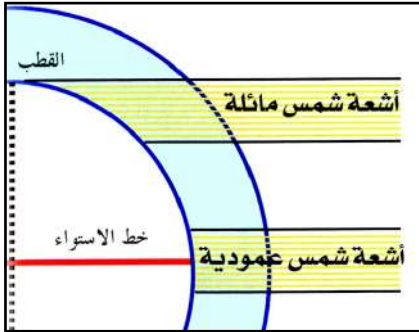 القطب
أشعة شمس مائلة
خط الاستواء
أشعة شمس عمودية